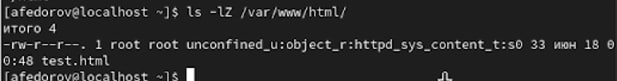 [afedorov@localhost ~]$ ls -lZ /var/www/html/
итого 4
-rw-r--r--. 1 root root unconfined_u:object_r:httpd_sys_content_t:s0 33 июн 18 0
0:48 test.html
[afedorov@localhost ~]$